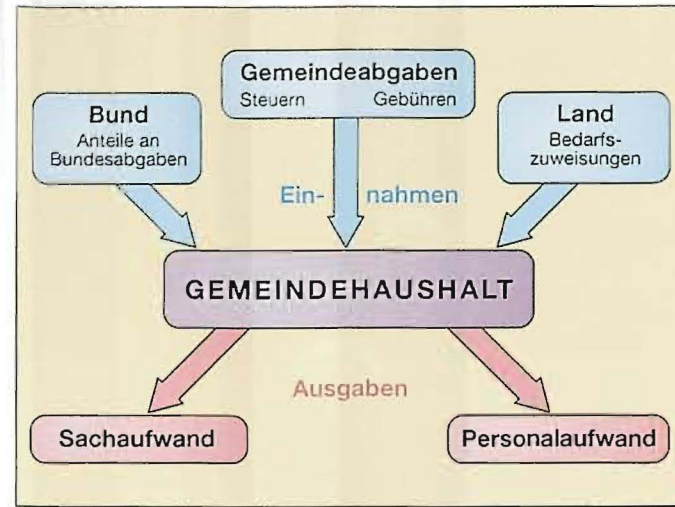 Gemeindeabgaben
Steuern Gebühren
Bund
Anteile an
Bundesabgaben
Land
Bedarfs-
zuweisungen
Ein- nahmen
GEMEINDEHAUSHALT
Ausgaben
Sachaufwand
Personalaufwand